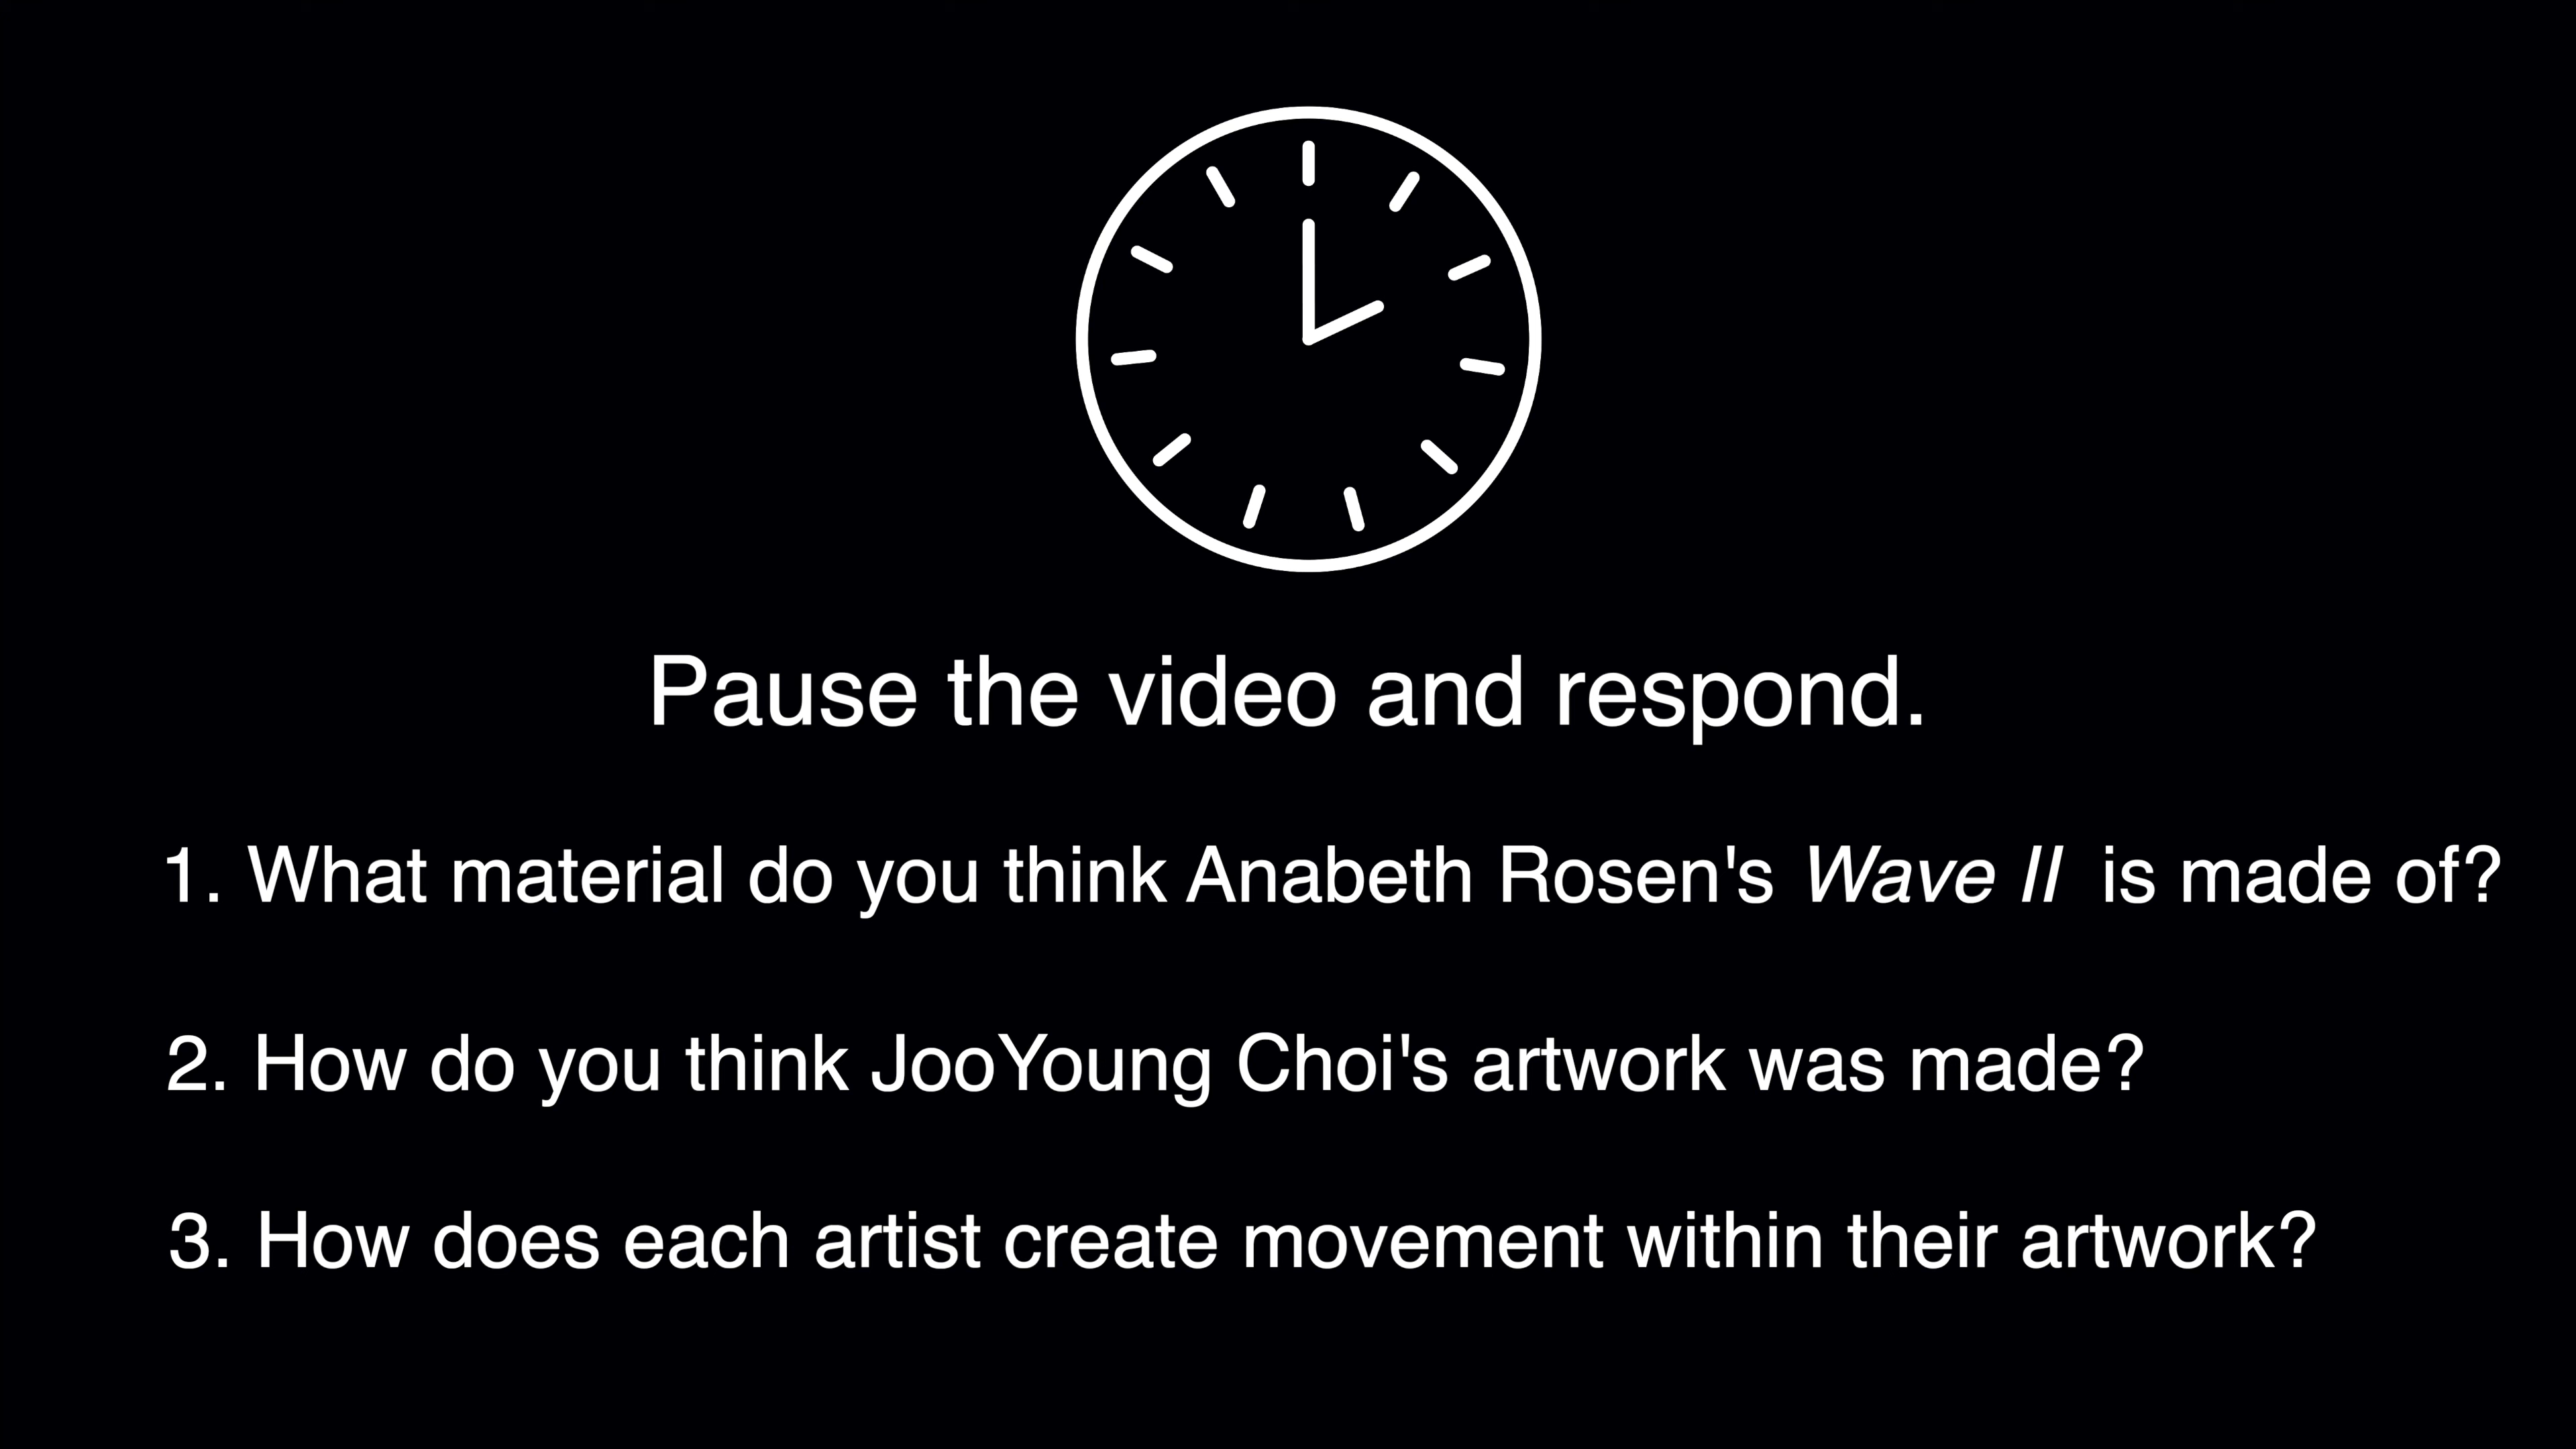 Pause the video and respond.
1. What material do you think Anabeth Rosen's Wave II is made of?
2. How do you think JooYoung Choi's artwork was made?
3. How does each artist create movement within their artwork?